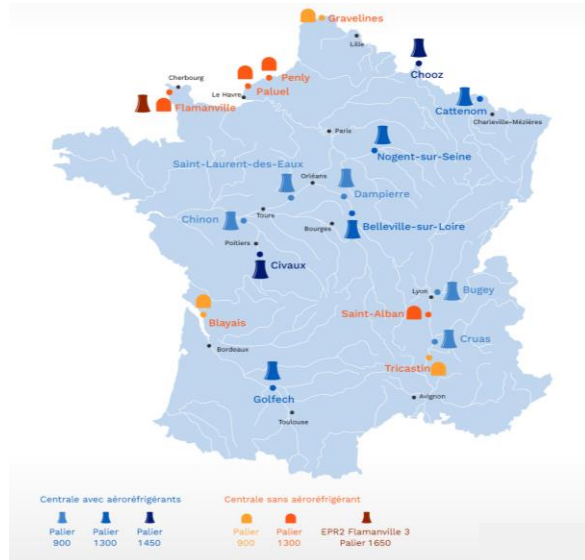 Gravelines
Lille
Chooz
Cherbourg
Penly
Le Havre
Paluel
Flamanville
Cattenom
Charleville-Mézières
Paris
Nogent-sur-Seine
Saint-Laurent-des-Eaux
Orléans
Dampierre
Chinon
Tours
Bourges
Belleville-sur-Loire
Poitiers
Civaux
Lyon
Bugey
Blayais
Saint-Alban
Cruas
Bordeaux
Tricastin
Golfech
Avignon
Toulouse
Centrale avec aéroréfrigérants
Centrale sans aéroréfrigérant
Palier
900
Palier
1300
Palier
1450
Palier
900
Palier
1300
EPR2 Flamanville 3
Palier 1650